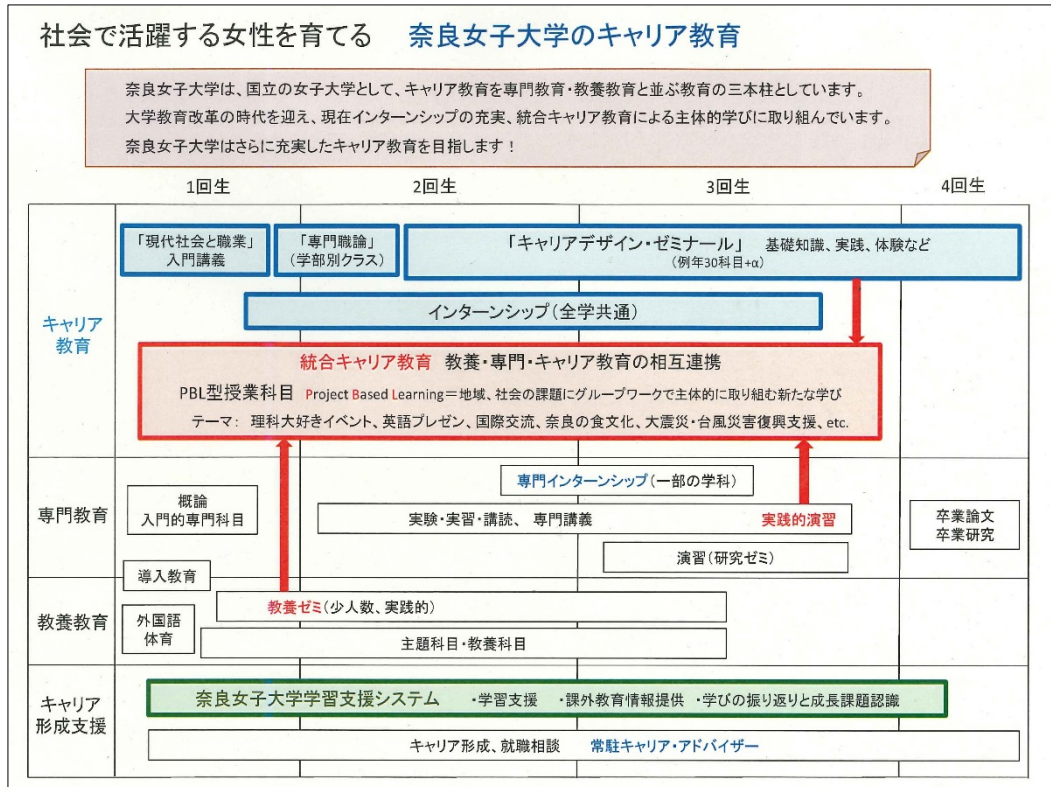 社会で活躍する女性を育てる 奈良女子大学のキャリア教育
奈良女子大学は、国立の女子大学として、キャリア教育を専門教育・教養教育と並ぶ教育の三本柱としています。
大学教育改革の時代を迎え、現在インターンシップの充実、統合キャリア教育による主体的学びに取り組んでいます。
奈良女子大学はさらに充実したキャリア教育を目指します！
1回生 2回生 3回生 4回生
キャリア
教育
「現代社会と職業」
入門講義
「専門職論」
(学部別クラス)
「キャリアデザイン・ゼミナール」 基礎知識、実践、体験など
(例年30科目+α)
インターンシップ(全学共通)
統合キャリア教育 教養・専門・キャリア教育の相互連携
PBL型授業科目 Project Based Learning＝地域、社会の課題にグループワークで主体的に取り組む新たな学び
テーマ： 理科大好きイベント、英語プレゼン、国際交流、奈良の食文化、大震災・台風災害復興支援、etc.
専門教育
概論
入門的専門科目
専門インターンシップ(一部の学科)
実験・実習・講読、専門講義 実践的演習
演習(研究ゼミ)
卒業論文
卒業研究
導入教育
教養教育
外国語
体育
教養ゼミ(少人数、実践的)
主題科目・教養科目
キャリア
形成支援
奈良女子大学学習支援システム ・学習支援 ・課外教育情報提供 ・学びの振り返りと成長課題認識
キャリア形成、就職相談 常駐キャリア・アドバイザー